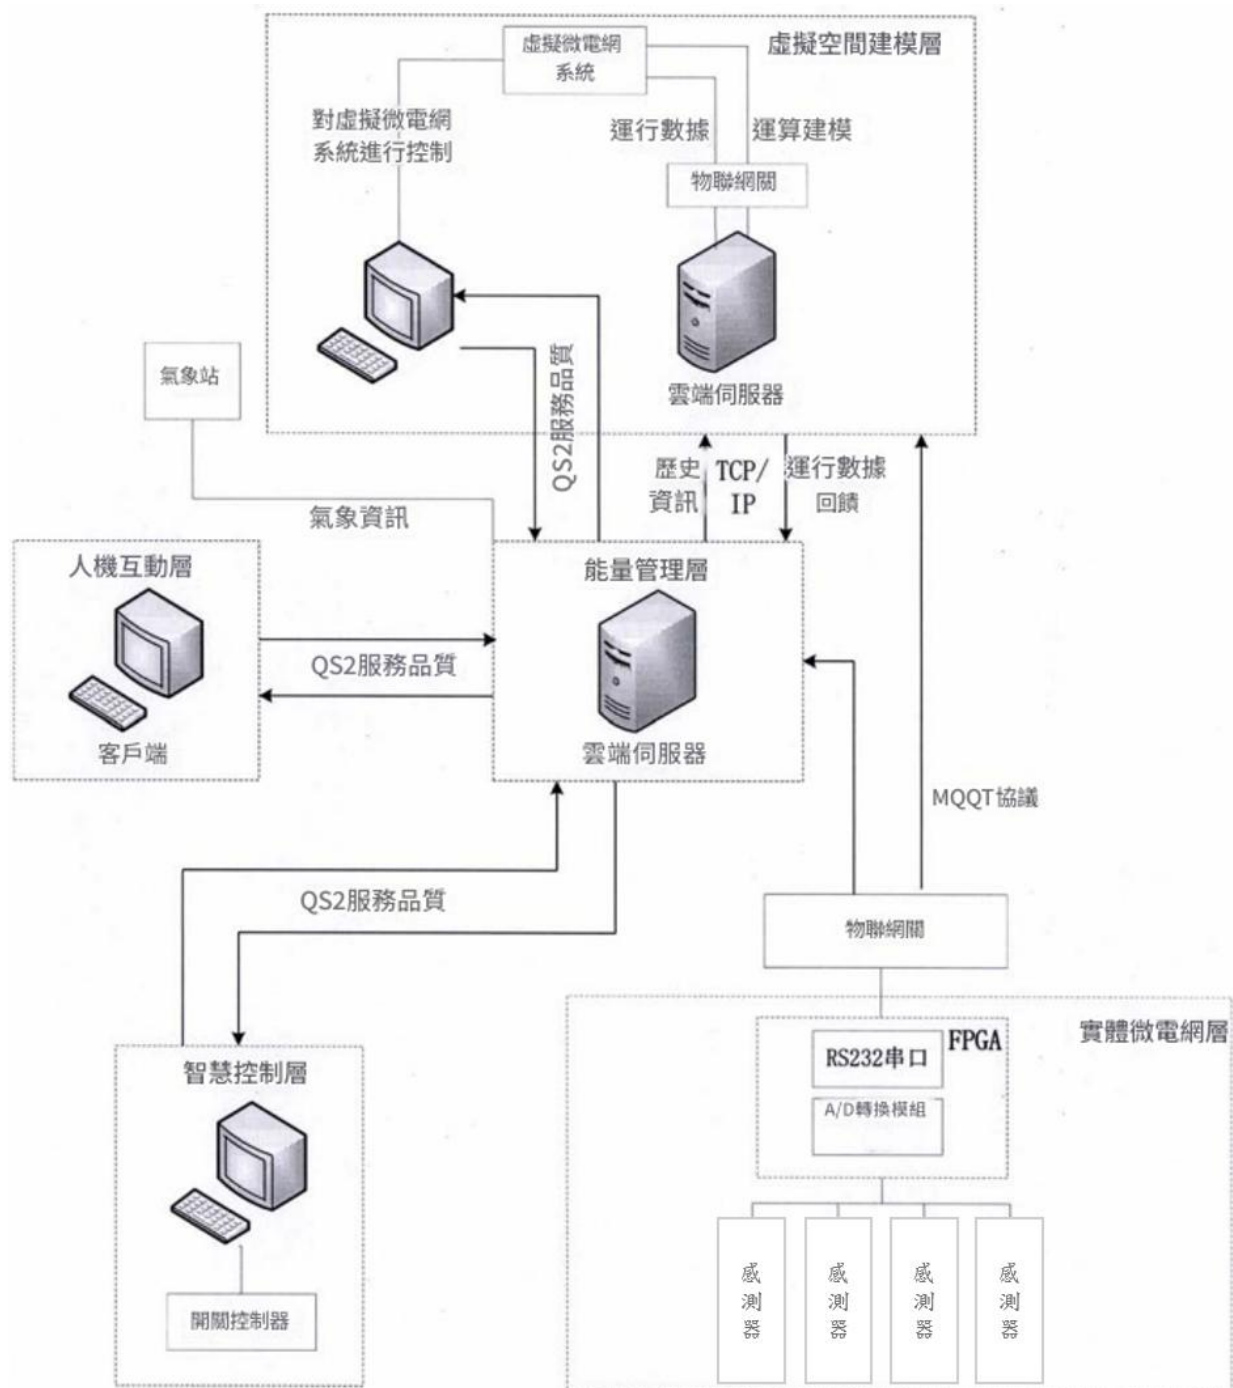 虛擬空間建模層
虛擬微電網
系統
對虛擬微電網
系統進行控制
運行數據
運算建模
物聯網關
雲端伺服器
氣象站
氣象資訊
QS2服務品質
歷史
資訊
TCP/
IP
運行數據
回饋
人機互動層
客戶端
QS2服務品質
能量管理層
雲端伺服器
MQQT協議
QS2服務品質
物聯網關
智慧控制層
開關控制器
實體微電網層
FPGA
RS232串口
A/D轉換模組
感測器
感測器
感測器
感測器